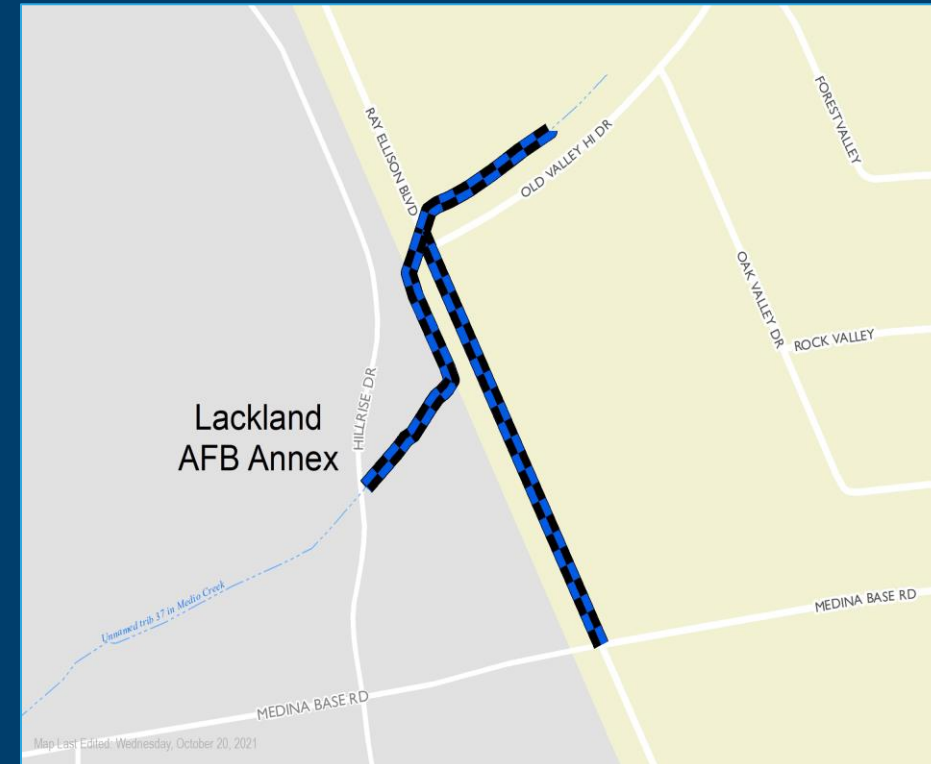 RAY ELLISON BLVD
OLD VALLEY HI DR
FOREST VALLEY
OAK VALLEY DR
ROCK VALLEY
HILLRISE DR
Lackland
AFB Annex
Unnamed trib 37 in Medio Creek
MEDINA BASE RD
MEDINA BASE RD
Map Last Edited: Wednesday, October 20, 2021